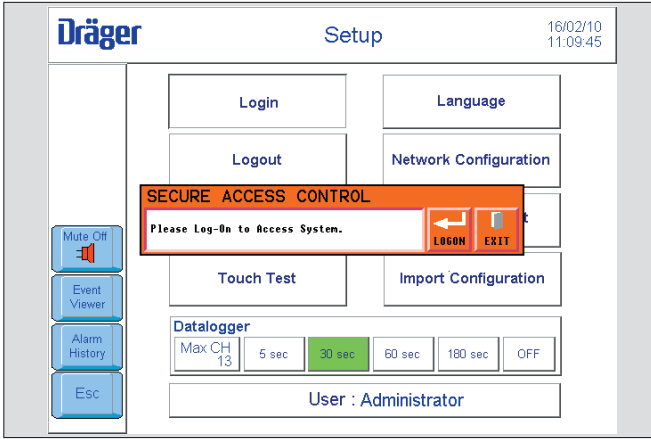 Dräger
Setup
16/02/10
11:09:45
Login
Language
Logout
Network Configuration
SECURE ACCESS CONTROL
Please Log-On to Access System.
LOGON
EXIT
Mute Off
Touch Test
Import Configuration
Event
Viewer
Datalogger
Max CH
13
5 sec
30 sec
60 sec
180 sec
OFF
Alarm
History
Esc
User : Administrator